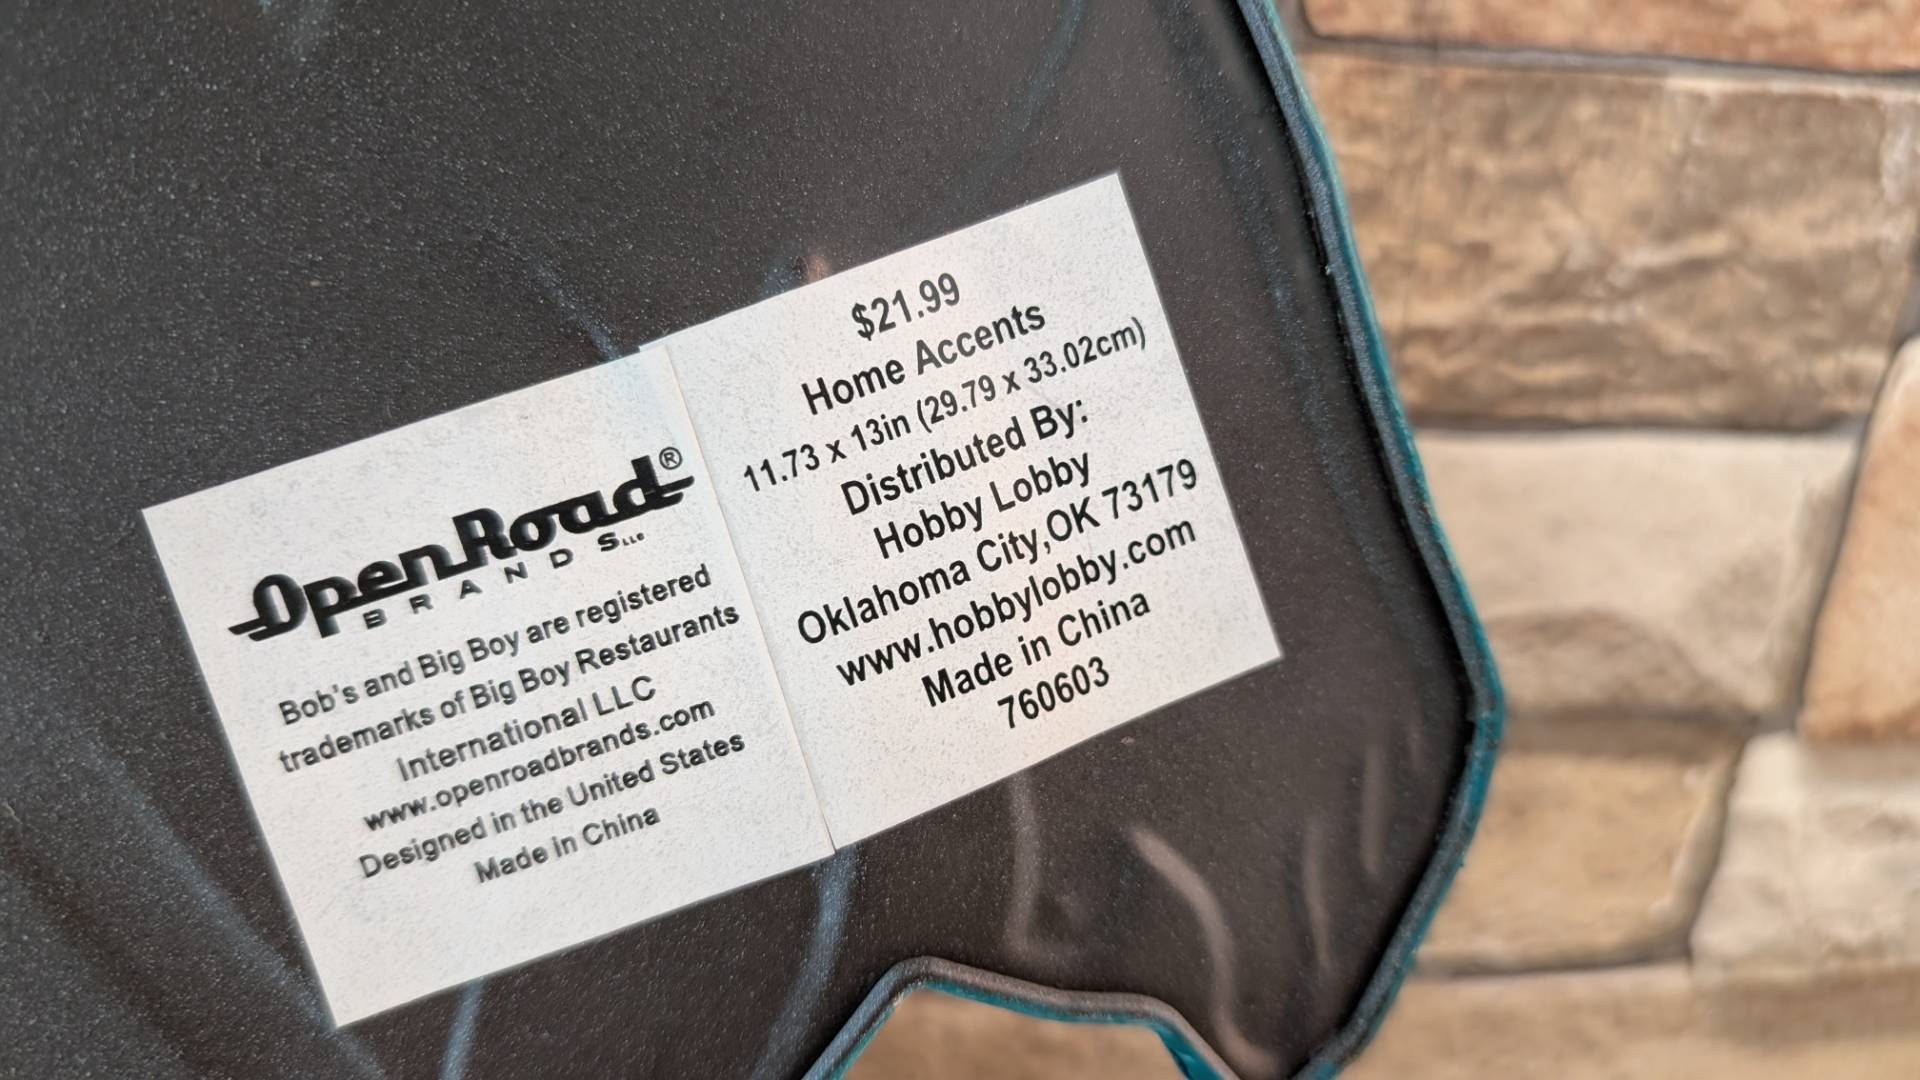 OpenRoad®
BRANDS LLC
Bob's and Big Boy are registered
trademarks of Big Boy Restaurants
International LLC
www.openroadbrands.com
Designed in the United States
Made in China
$21.99
Home Accents
11.73 x 13in (29.79 x 33.02cm)
Distributed By:
Hobby Lobby
Oklahoma City,OK 73179
www.hobbylobby.com
Made in China
760603